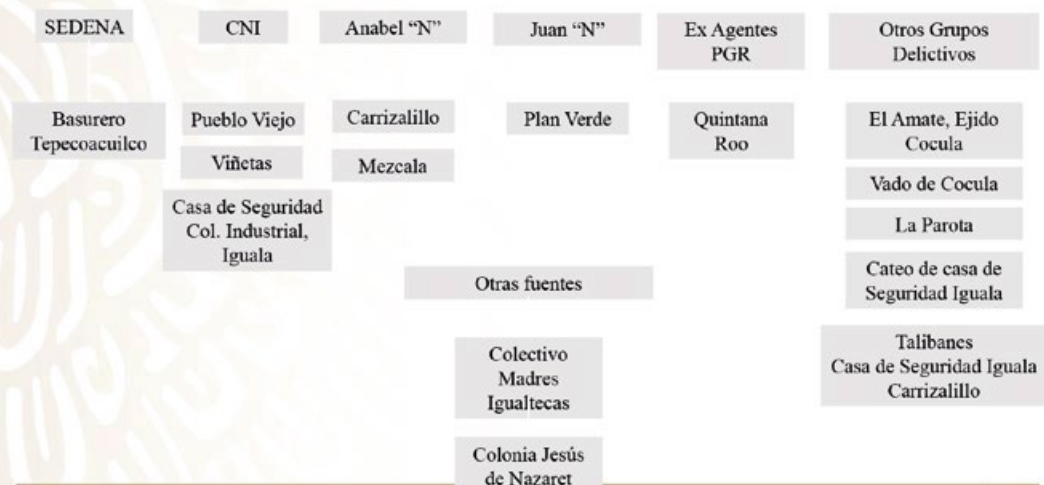 SEDENA
Basurero
Tepecoacuilco
CNI
Pueblo Viejo
Viñetas
Casa de Seguridad
Col. Industrial,
Iguala
Anabel “N”
Carrizalillo
Mezcala
Juan “N”
Plan Verde
Ex Agentes
PGR
Quintana
Roo
Otros Grupos
Delictivos
El Amate, Ejido
Cocula
Vado de Cocula
La Parota
Cateo de casa de
Seguridad Iguala
Talibanes
Casa de Seguridad Iguala
Carrizalillo
Otras fuentes
Colectivo
Madres
Igualtecas
Colonia Jesús
de Nazaret